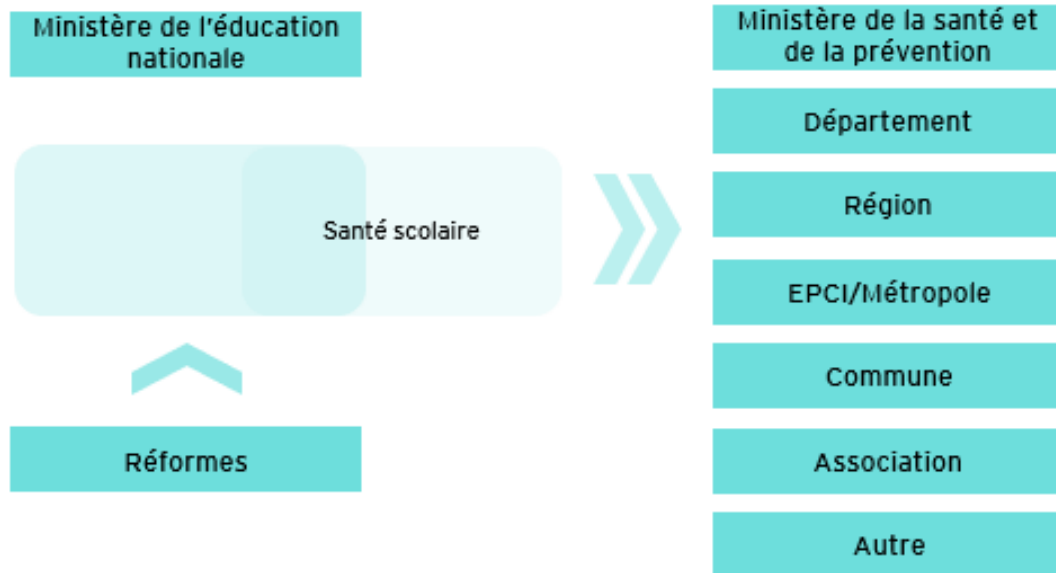 Ministère de l'éducation
nationale
Santé scolaire
Réformes
Ministère de la santé et
de la prévention
Département
Région
EPCI/Métropole
Commune
Association
Autre